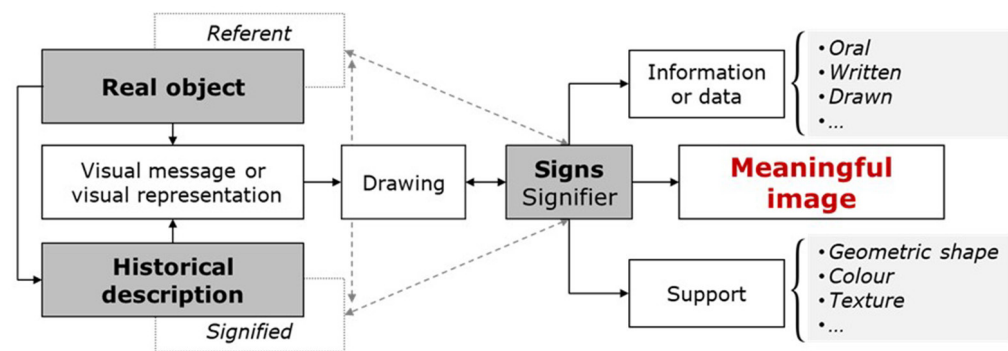 Referent
Real object
Visual message or
visual representation
Historical
description
Signified
Drawing
Signs
Signifier
Information
or data
• Oral
• Written
• Drawn
• ...
Meaningful
image
Support
• Geometric shape
• Colour
• Texture
• ...